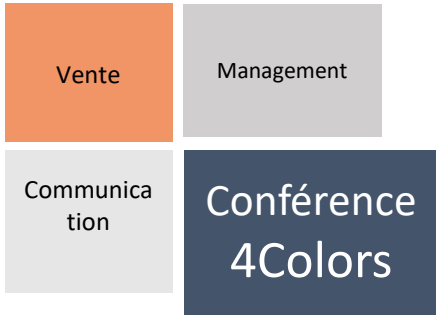 Vente
Management
Communica
tion
Conférence
4Colors